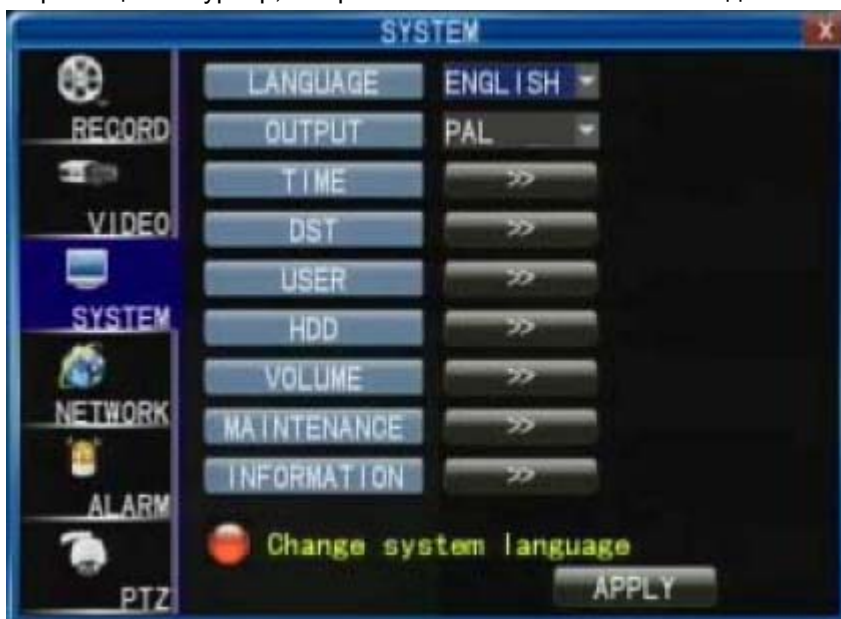 SYSTEM
X
RECORD
VIDEO
SYSTEM
NETWORK
ALARM
PTZ
LANGUAGE ENGLISH
OUTPUT PAL
TIME >>
DST >>
USER >>
HDD >>
VOLUME >>
MAINTENANCE >>
INFORMATION >>
Change system language
APPLY